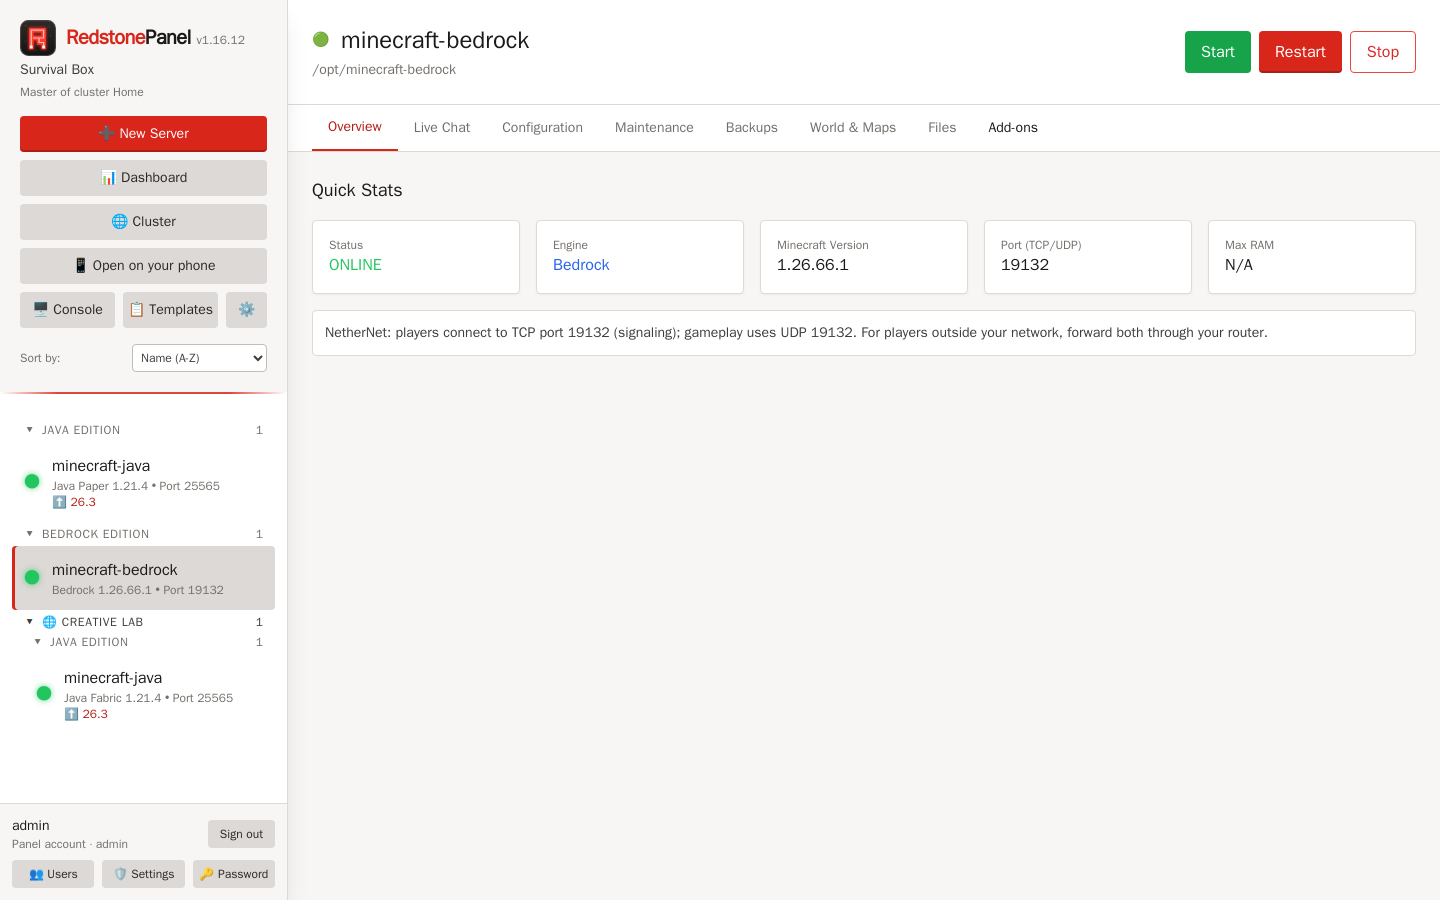 RedstonePanel v1.16.12
Survival Box
Master of cluster Home
➕ New Server
📊 Dashboard
🌐 Cluster
📱 Open on your phone
🖥️ Console
📋 Templates
⚙️
Sort by:
Name (A-Z)
▼ JAVA EDITION 1
minecraft-java
Java Paper 1.21.4 • Port 25565
⬆️ 26.3
▼ BEDROCK EDITION 1
minecraft-bedrock
Bedrock 1.26.66.1 • Port 19132
▼ 🌐 CREATIVE LAB 1
▼ JAVA EDITION 1
minecraft-java
Java Fabric 1.21.4 • Port 25565
⬆️ 26.3
admin
Panel account · admin
Sign out
👥 Users
🛡️ Settings
🔑 Password
🟢 minecraft-bedrock
/opt/minecraft-bedrock
Start
Restart
Stop
Overview
Live Chat
Configuration
Maintenance
Backups
World & Maps
Files
Add-ons
Quick Stats
Status
ONLINE
Engine
Bedrock
Minecraft Version
1.26.66.1
Port (TCP/UDP)
19132
Max RAM
N/A
NetherNet: players connect to TCP port 19132 (signaling); gameplay uses UDP 19132. For players outside your network, forward both through your router.